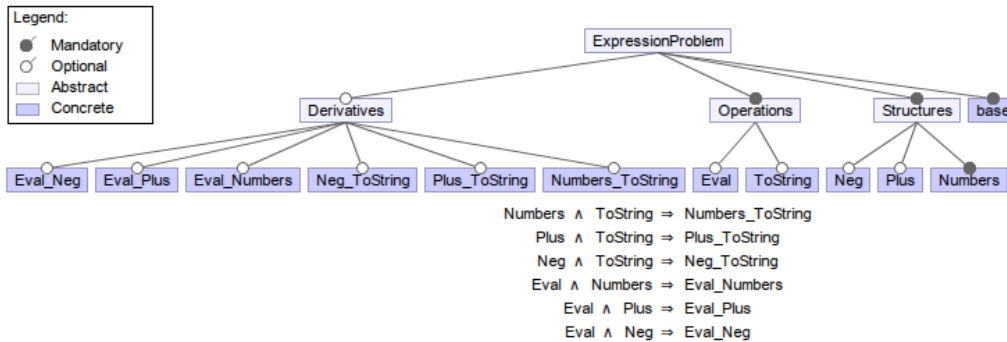 Legend:
Mandatory
Optional
Abstract
Concrete
ExpressionProblem
Derivatives Operations Structures base
Eval_Neg Eval_Plus Eval_Numbers Neg_ToString Plus_ToString Numbers_ToString Eval ToString Neg Plus Numbers
Numbers ∧ ToString ⇒ Numbers_ToString
Plus ∧ ToString ⇒ Plus_ToString
Neg ∧ ToString ⇒ Neg_ToString
Eval ∧ Numbers ⇒ Eval_Numbers
Eval ∧ Plus ⇒ Eval_Plus
Eval ∧ Neg ⇒ Eval_Neg